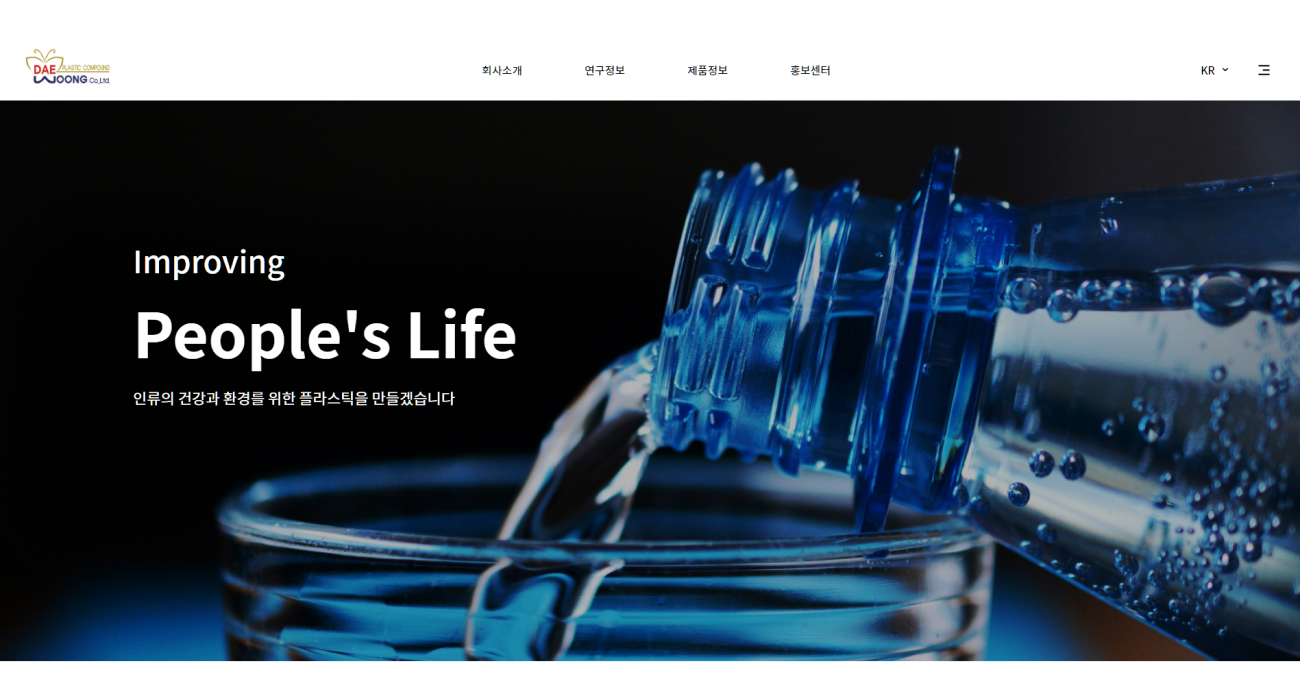 DAE PLASTIC COMPOUND
WOONG Co.,Ltd.
회사소개
연구정보
제품정보
홍보센터
KR
Improving
People's Life
인류의 건강과 환경를 위한 플라스틱을 만들겠습니다